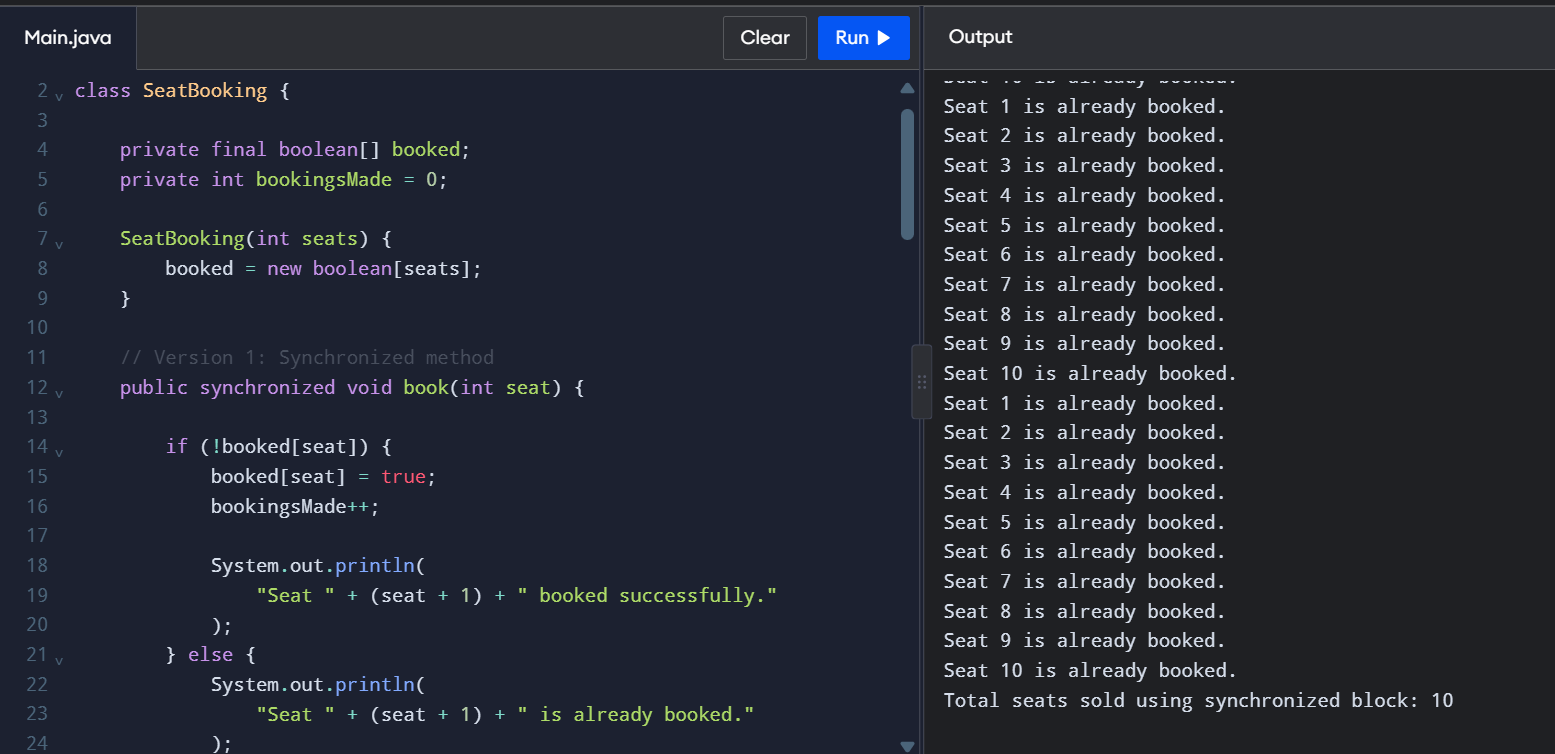 Main.java
Clear
Run
Output
2 class SeatBooking {
3
4 private final boolean[] booked;
5 private int bookingsMade = 0;
6
7 SeatBooking(int seats) {
8 booked = new boolean[seats];
9 }
10
11 // Version 1: Synchronized method
12 public synchronized void book(int seat) {
13
14 if (!booked[seat]) {
15 booked[seat] = true;
16 bookingsMade++;
17
18 System.out.println(
19 "Seat " + (seat + 1) + " booked successfully."
20 );
21 } else {
22 System.out.println(
23 "Seat " + (seat + 1) + " is already booked."
24 );
Seat 10 is already booked.
Seat 1 is already booked.
Seat 2 is already booked.
Seat 3 is already booked.
Seat 4 is already booked.
Seat 5 is already booked.
Seat 6 is already booked.
Seat 7 is already booked.
Seat 8 is already booked.
Seat 9 is already booked.
Seat 10 is already booked.
Seat 1 is already booked.
Seat 2 is already booked.
Seat 3 is already booked.
Seat 4 is already booked.
Seat 5 is already booked.
Seat 6 is already booked.
Seat 7 is already booked.
Seat 8 is already booked.
Seat 9 is already booked.
Seat 10 is already booked.
Total seats sold using synchronized block: 10